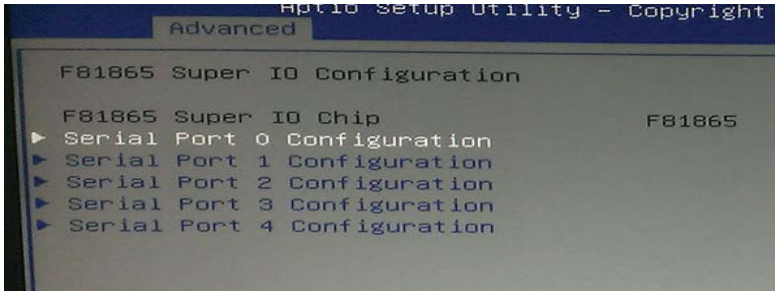 Aptio Setup Utility – Copyright
Advanced
F81865 Super IO Configuration
F81865 Super IO Chip F81865
► Serial Port 0 Configuration
► Serial Port 1 Configuration
► Serial Port 2 Configuration
► Serial Port 3 Configuration
► Serial Port 4 Configuration